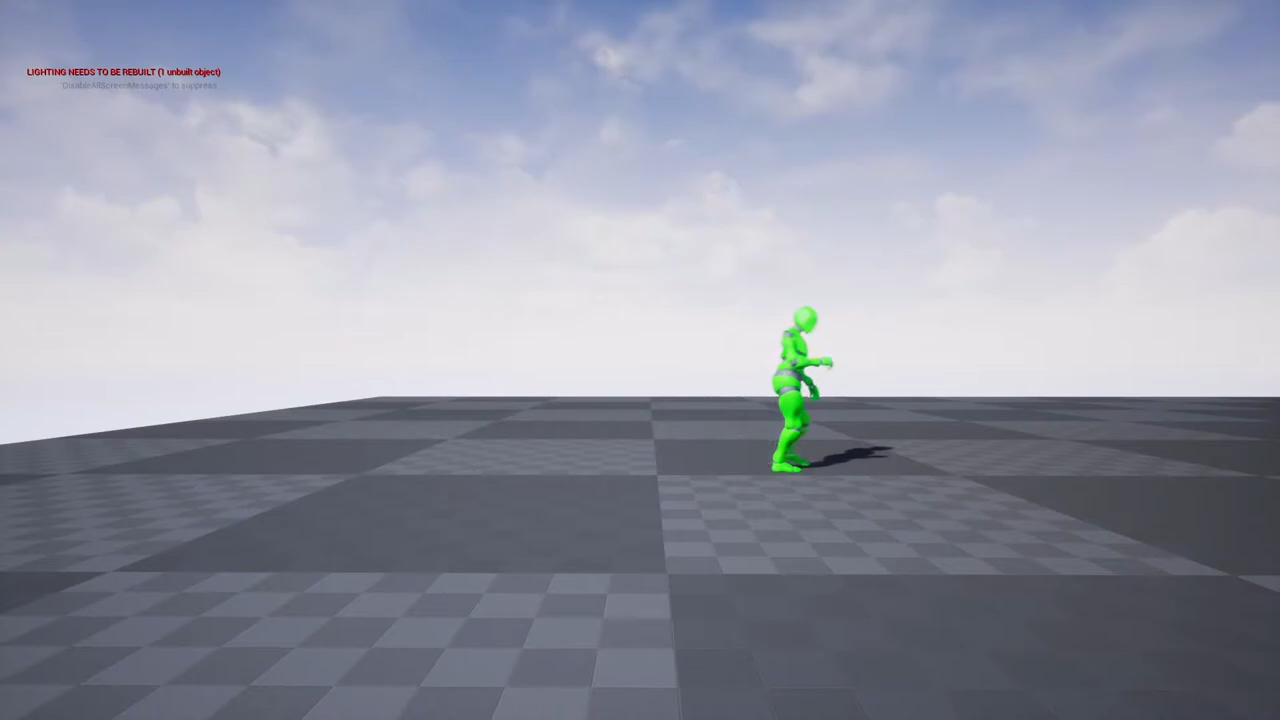 LIGHTING NEEDS TO BE REBUILT (1 unbuilt object)
'DisableAllScreenMessages' to suppress